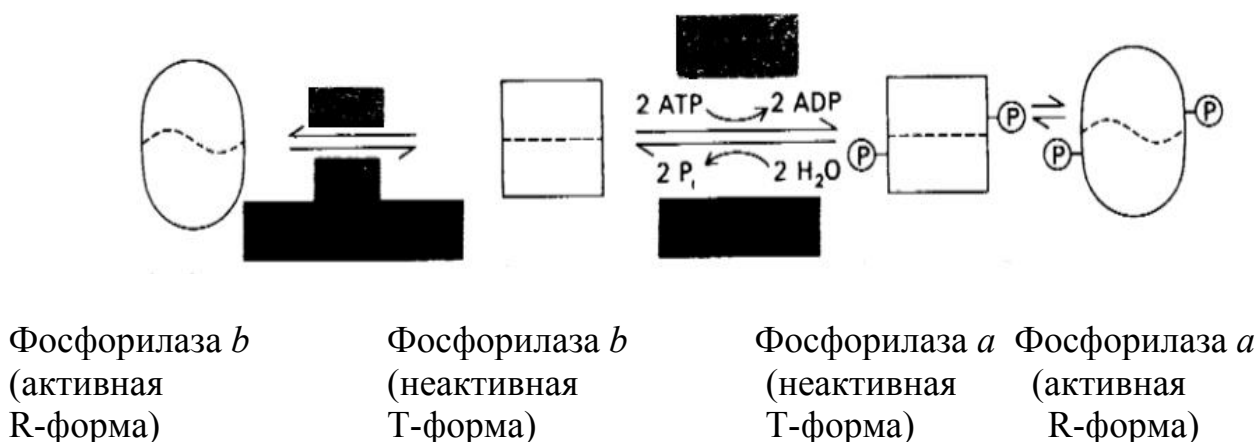 2 ATP 2 ADP
P
P
P
P
2 Pᵢ 2 H₂O
Фосфорилаза b Фосфорилаза b Фосфорилаза a Фосфорилаза a
(активная (неактивная (неактивная (активная
R-форма) Т-форма) Т-форма) R-форма)